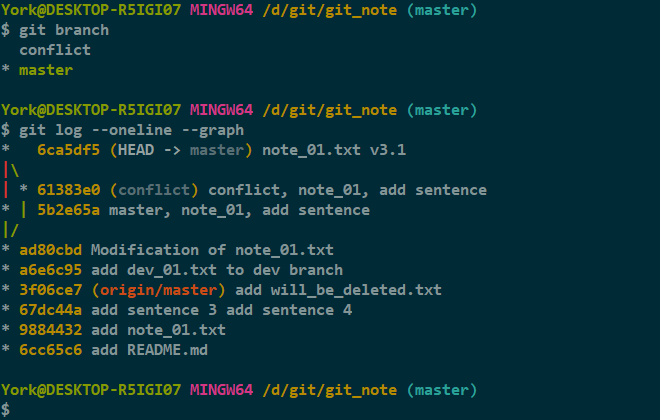 York@DESKTOP-R5IGI07 MINGW64 /d/git/git_note (master)
$ git branch
  conflict
* master

York@DESKTOP-R5IGI07 MINGW64 /d/git/git_note (master)
$ git log --oneline --graph
*   6ca5df5 (HEAD -> master) note_01.txt v3.1
|\
| * 61383e0 (conflict) conflict, note_01, add sentence
* | 5b2e65a master, note_01, add sentence
|/
* ad80cbd Modification of note_01.txt
* a6e6c95 add dev_01.txt to dev branch
* 3f06ce7 (origin/master) add will_be_deleted.txt
* 67dc44a add sentence 3 add sentence 4
* 9884432 add note_01.txt
* 6cc65c6 add README.md

York@DESKTOP-R5IGI07 MINGW64 /d/git/git_note (master)
$